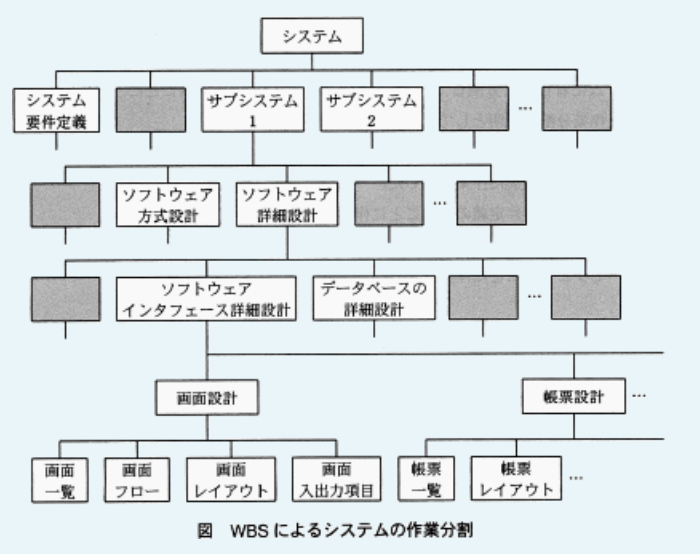 システム
システム
要件定義
サブシステム
1
サブシステム
2
…
ソフトウェア
方式設計
ソフトウェア
詳細設計
…
ソフトウェア
インタフェース詳細設計
データベースの
詳細設計
…
画面設計
帳票設計
…
画面
一覧
画面
フロー
画面
レイアウト
画面
入出力項目
帳票
一覧
帳票
レイアウト
…
図 WBSによるシステムの作業分割